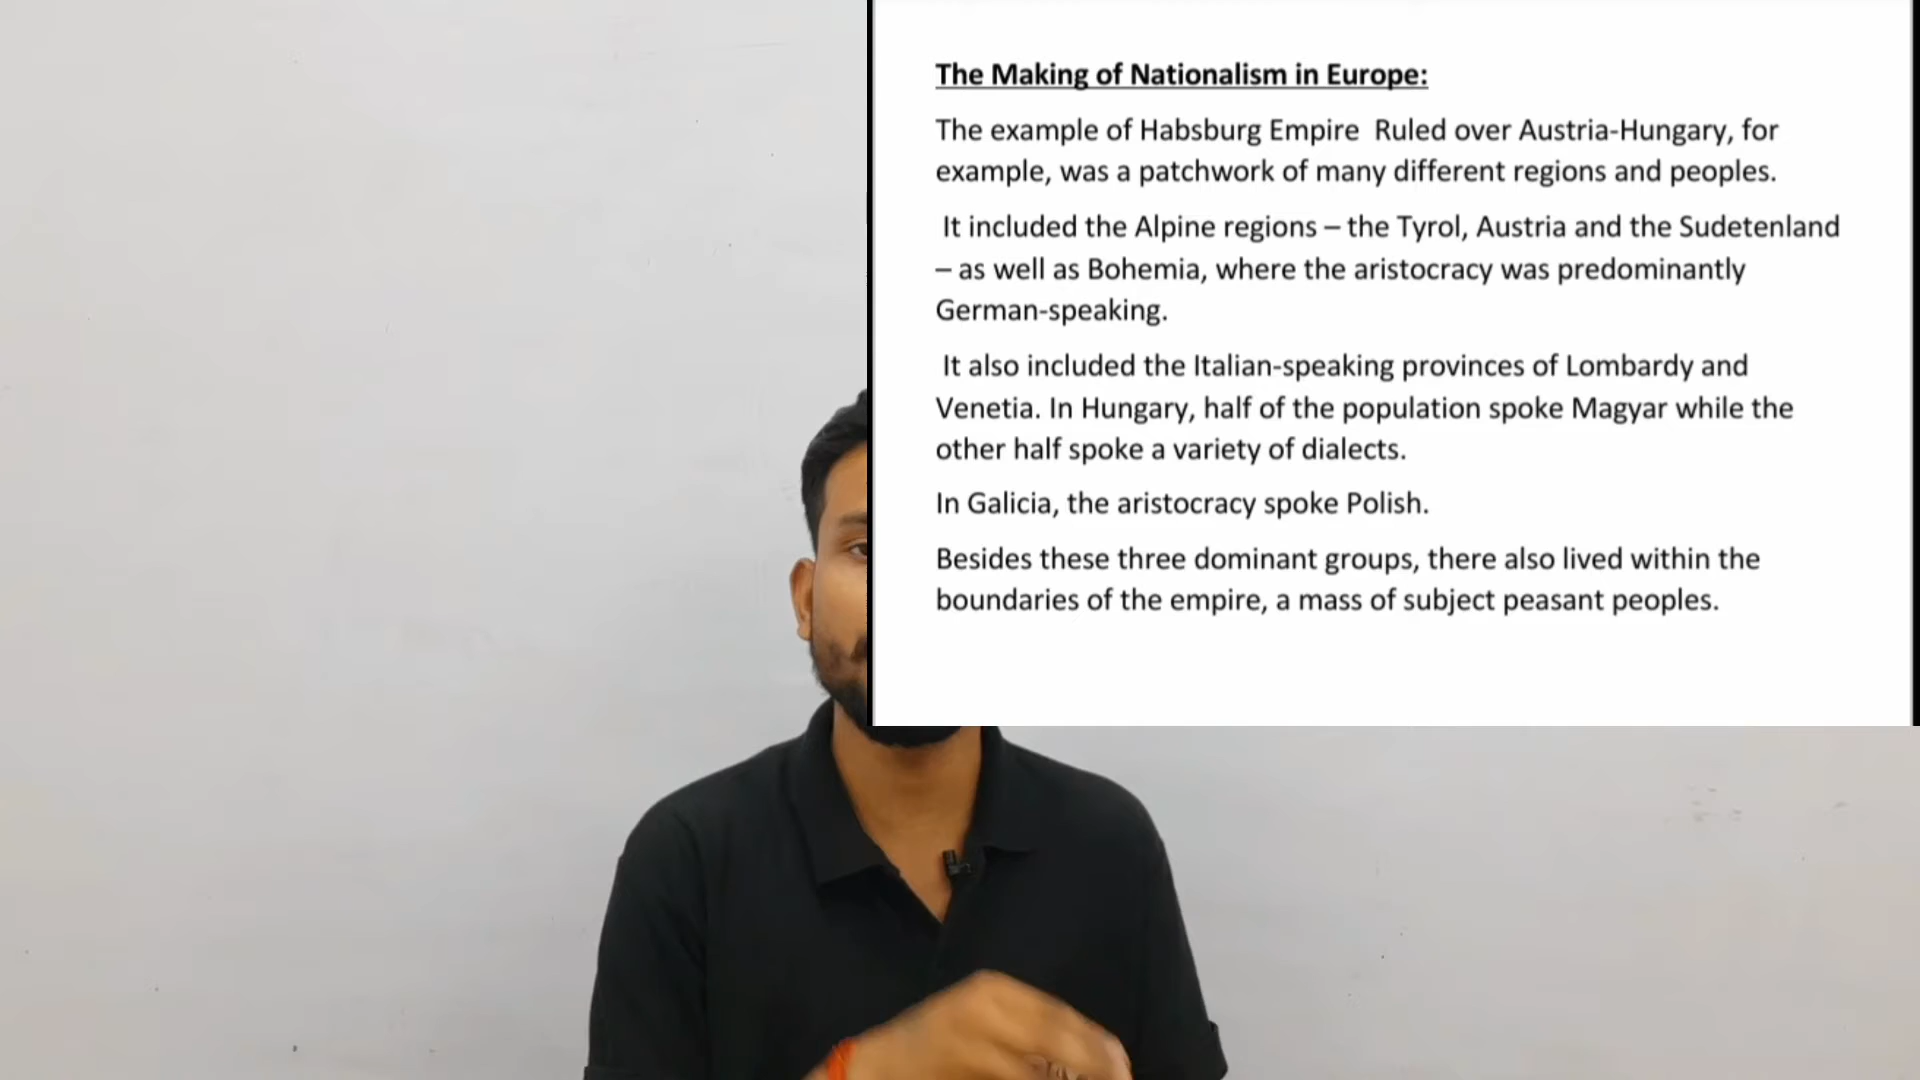 The Making of Nationalism in Europe:
The example of Habsburg Empire Ruled over Austria-Hungary, for
example, was a patchwork of many different regions and peoples.
It included the Alpine regions – the Tyrol, Austria and the Sudetenland
– as well as Bohemia, where the aristocracy was predominantly
German-speaking.
It also included the Italian-speaking provinces of Lombardy and
Venetia. In Hungary, half of the population spoke Magyar while the
other half spoke a variety of dialects.
In Galicia, the aristocracy spoke Polish.
Besides these three dominant groups, there also lived within the
boundaries of the empire, a mass of subject peasant peoples.